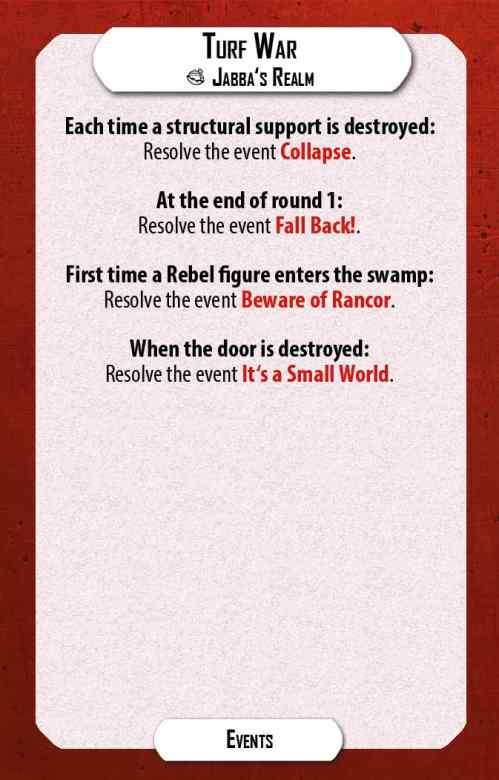 Turf War
Jabba‘s Realm
Each time a structural support is destroyed:
Resolve the event Collapse.
At the end of round 1:
Resolve the event Fall Back!.
First time a Rebel figure enters the swamp:
Resolve the event Beware of Rancor.
When the door is destroyed:
Resolve the event It‘s a Small World.
Events